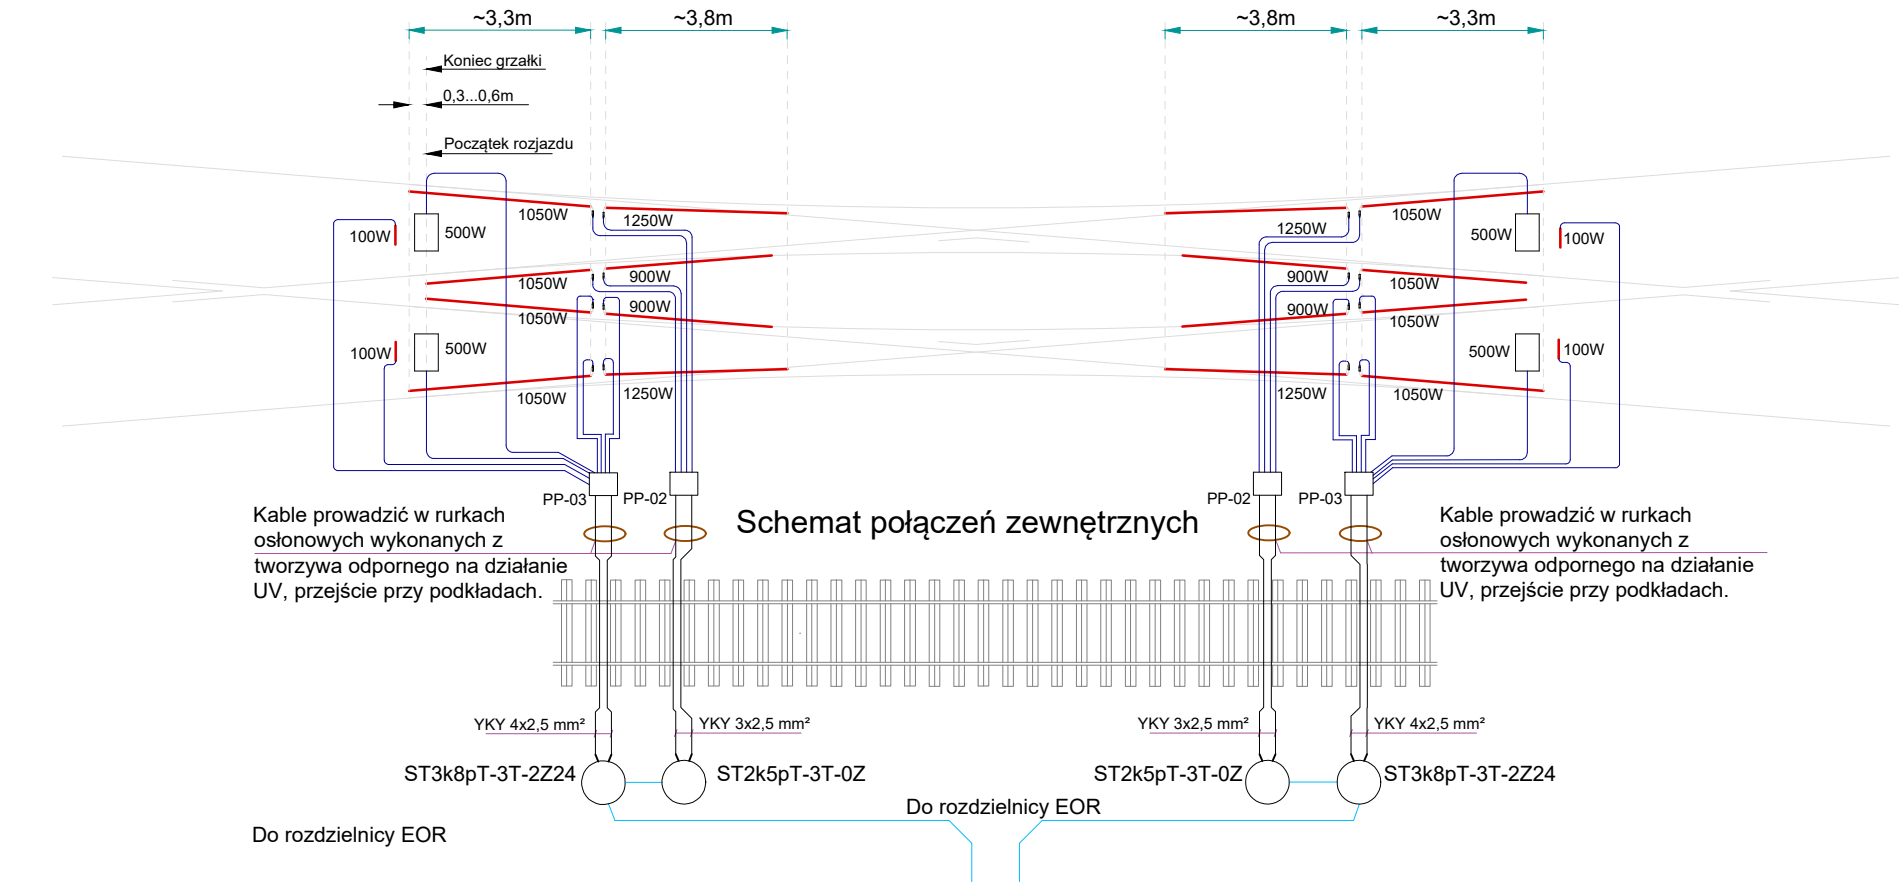 ~3,3m
~3,8m
~3,8m
~3,3m
Koniec grzałki
0,3...0,6m
Początek rozjazdu
1050W
1250W
100W
500W
1050W
900W
1050W
900W
100W
500W
1050W
1250W
1250W
1050W
500W
100W
900W
1050W
900W
1050W
500W
100W
1250W
1050W
PP-03
PP-02
PP-02
PP-03
Schemat połączeń zewnętrznych
Kable prowadzić w rurkach
osłonowych wykonanych z
tworzywa odpornego na działanie
UV, przejście przy podkładach.
Kable prowadzić w rurkach
osłonowych wykonanych z
tworzywa odpornego na działanie
UV, przejście przy podkładach.
YKY 4x2,5 mm²
YKY 3x2,5 mm²
YKY 3x2,5 mm²
YKY 4x2,5 mm²
ST3k8pT-3T-2Z24
ST2k5pT-3T-0Z
ST2k5pT-3T-0Z
ST3k8pT-3T-2Z24
Do rozdzielnicy EOR
Do rozdzielnicy EOR